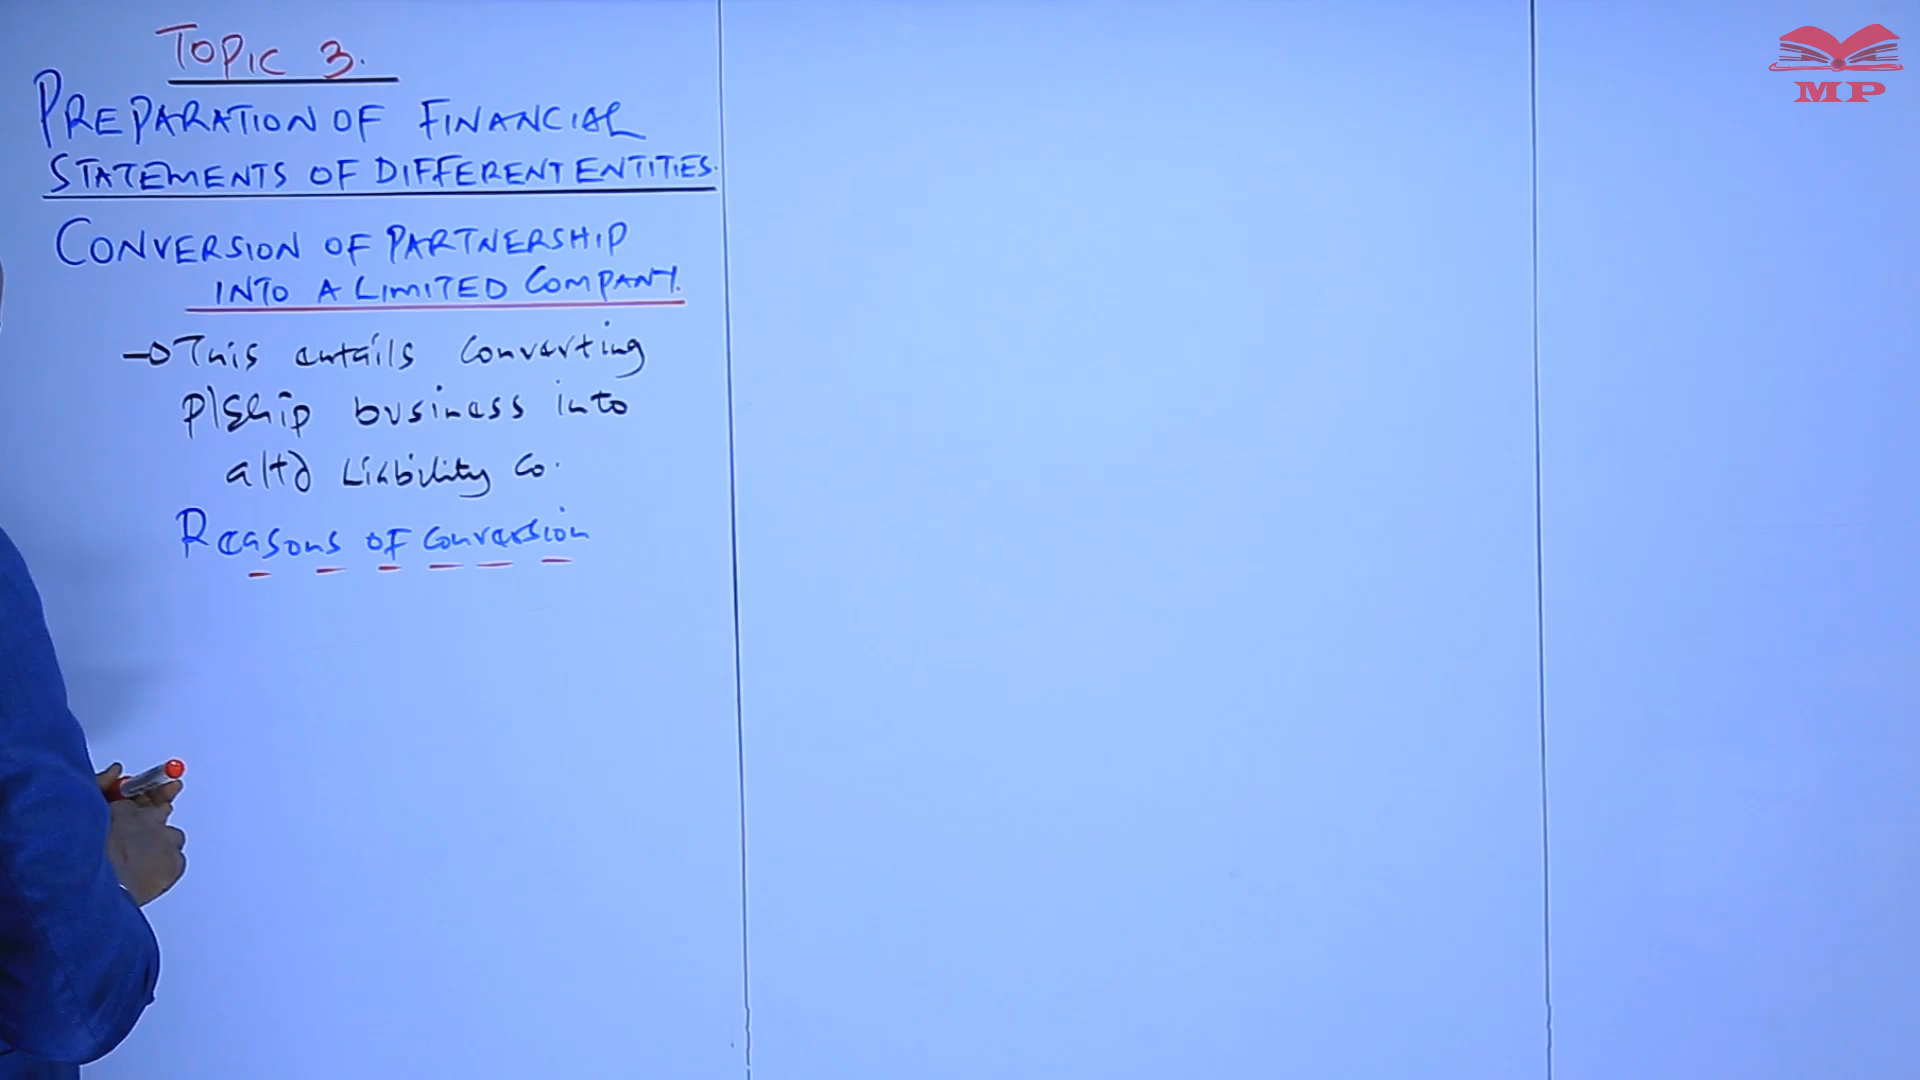 TOPIC 3.
PREPARATION OF FINANCIAL
STATEMENTS OF DIFFERENT ENTITIES.
CONVERSION OF PARTNERSHIP
INTO A LIMITED COMPANY.
→ This entails converting
p|ship business into
a ltd Liability Co.
Reasons of conversion
MP